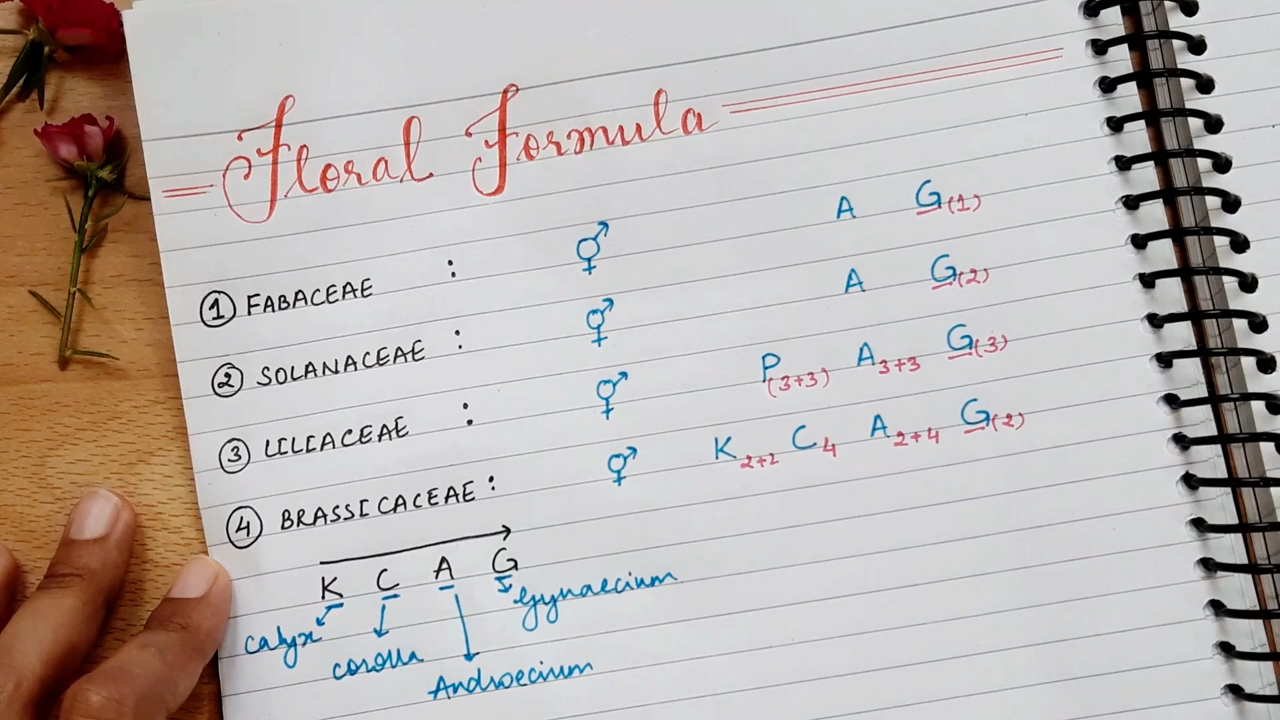 Floral Formula
① FABACEAE : ⚥ A G(1)
② SOLANACEAE : ⚥ A G(2)
③ LILIACEAE : ⚥ P(3+3) A3+3 G(3)
④ BRASSICACEAE : ⚥ K2+2 C4 A2+4 G(2)
K C A G
calyx corolla Androecium Gynaecium